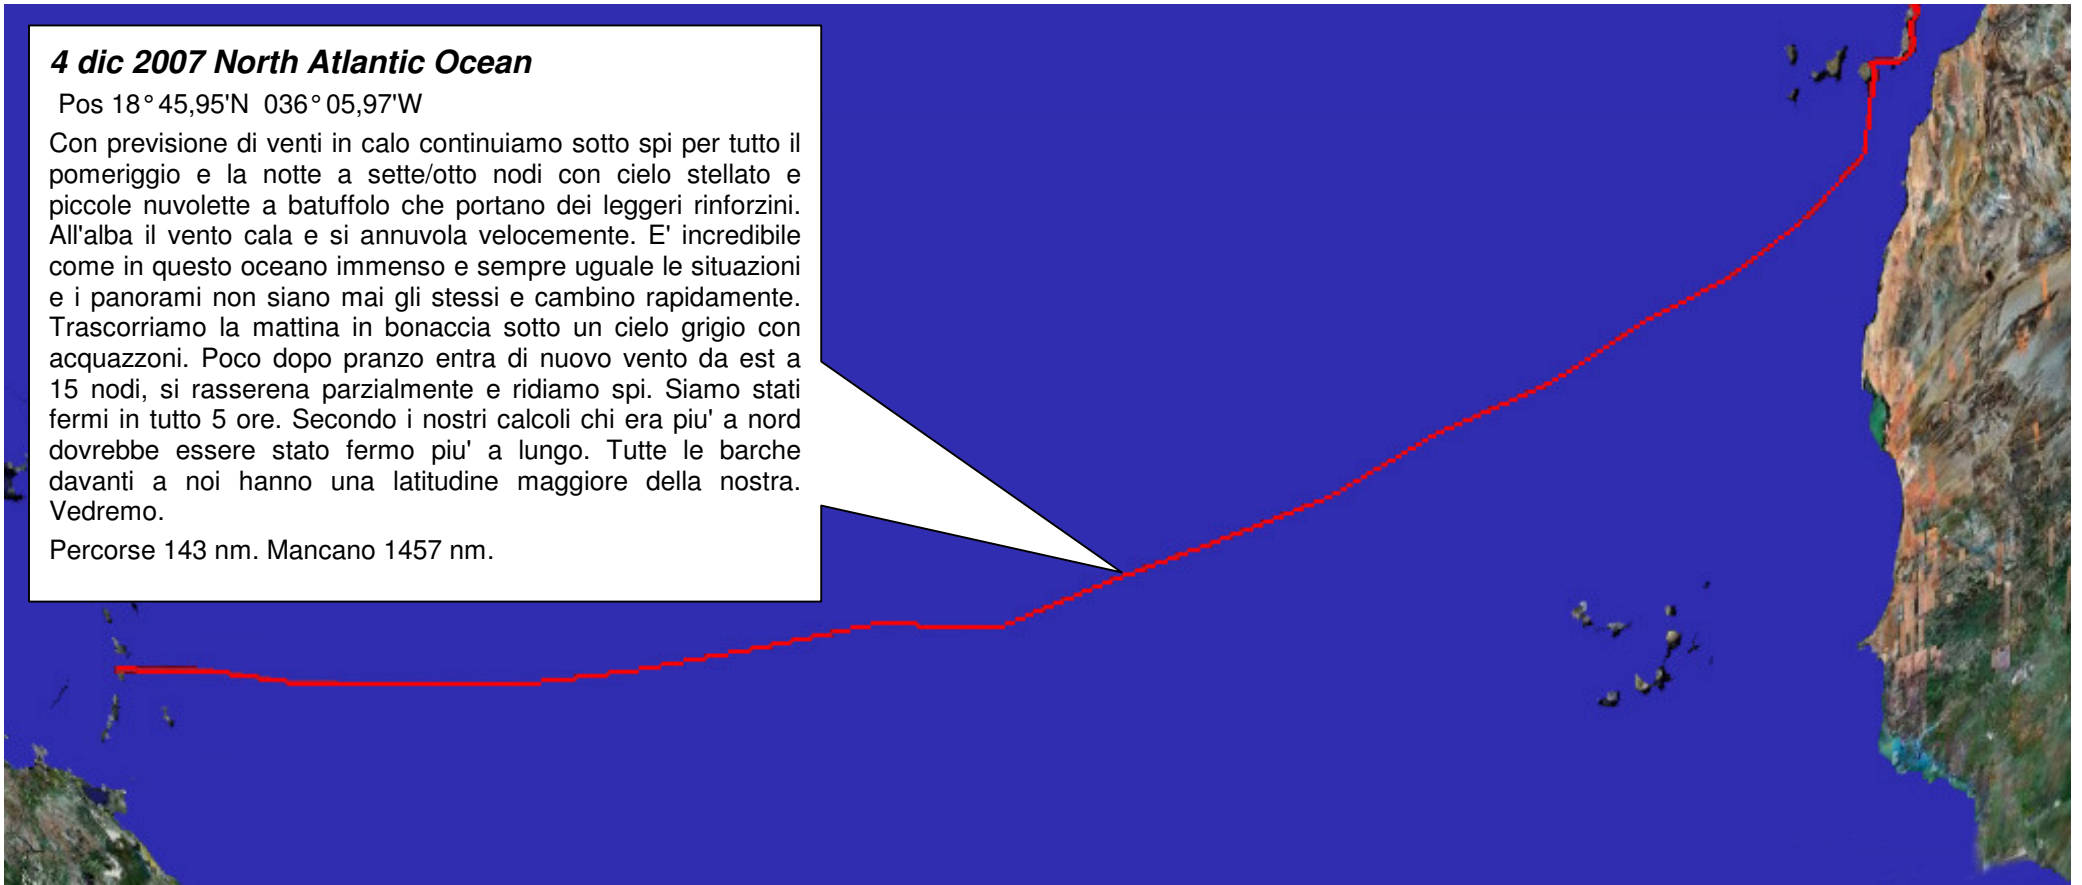 4 dic 2007 North Atlantic Ocean
Pos 18° 45,95'N  036° 05,97'W
Con previsione di venti in calo continuiamo sotto spi per tutto il
pomeriggio e la notte a sette/otto nodi con cielo stellato e
piccole nuvolette a batuffolo che portano dei leggeri rinforzini.
All'alba il vento cala e si annuvola velocemente. E' incredibile
come in questo oceano immenso e sempre uguale le situazioni
e i panorami non siano mai gli stessi e cambino rapidamente.
Trascorriamo la mattina in bonaccia sotto un cielo grigio con
acquazzoni. Poco dopo pranzo entra di nuovo vento da est a
15 nodi, si rasserena parzialmente e ridiamo spi. Siamo stati
fermi in tutto 5 ore. Secondo i nostri calcoli chi era piu' a nord
dovrebbe essere stato fermo piu' a lungo. Tutte le barche
davanti a noi hanno una latitudine maggiore della nostra.
Vedremo.
Percorse 143 nm. Mancano 1457 nm.